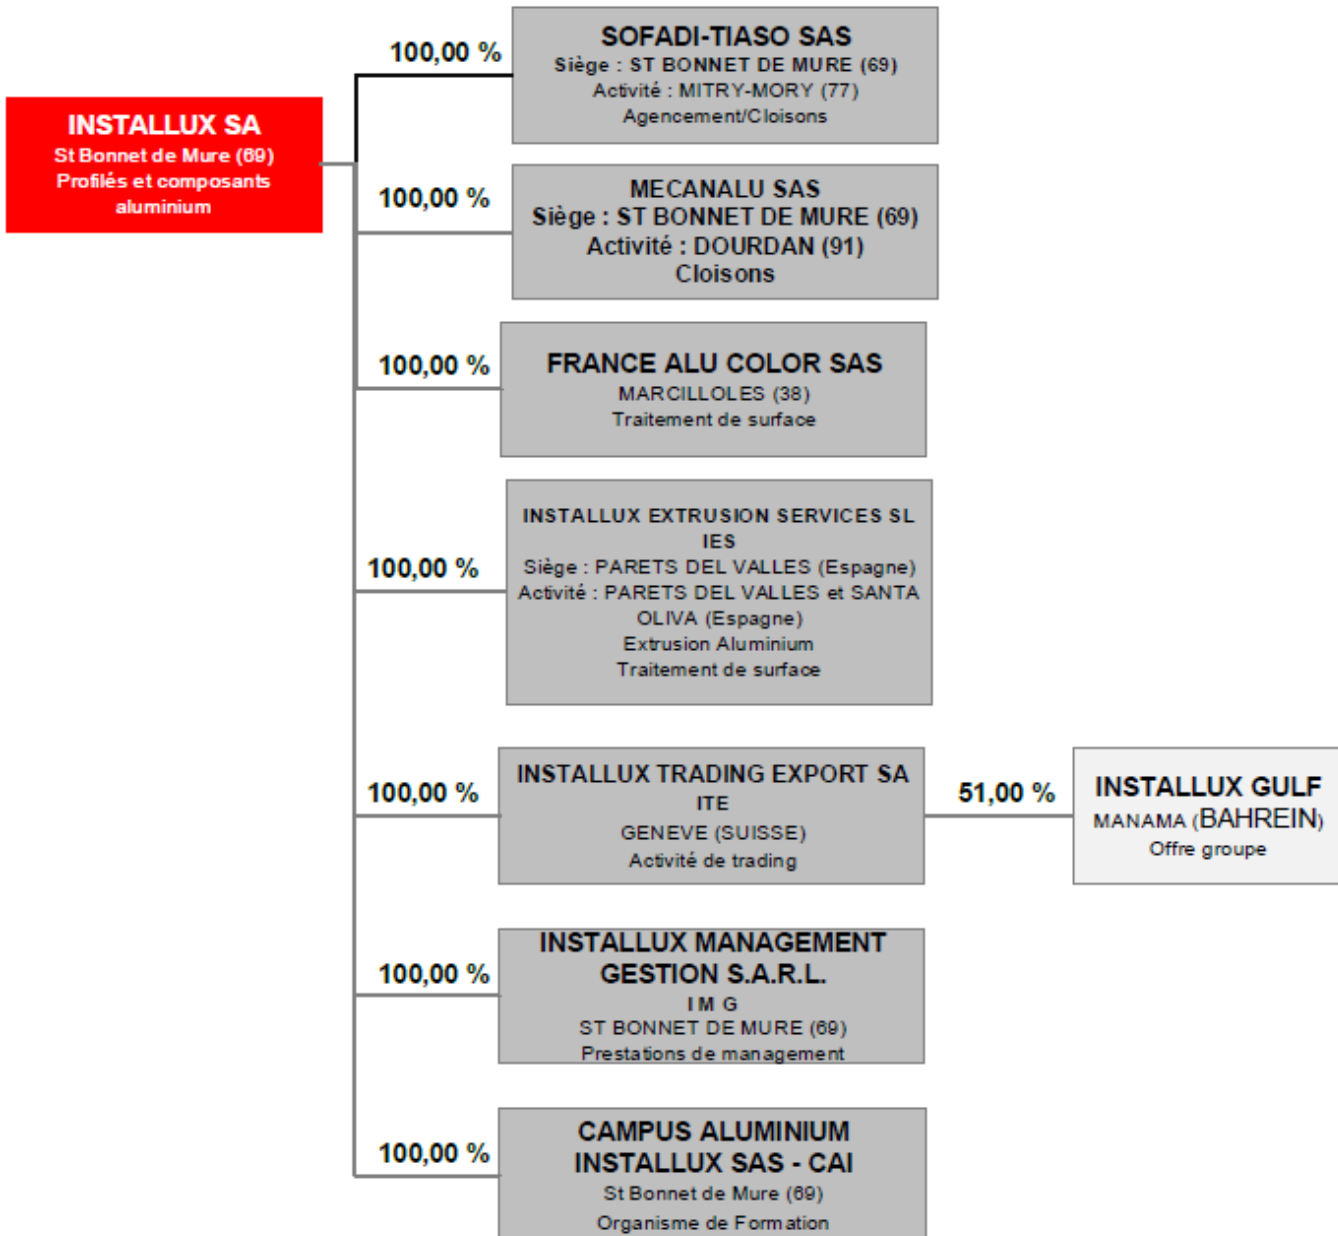 INSTALLUX SA
St Bonnet de Mure (69)
Profilés et composants
aluminium
100,00 %
SOFADI-TIASO SAS
Siège : ST BONNET DE MURE (69)
Activité : MITRY-MORY (77)
Agencement/Cloisons
100,00 %
MECANALU SAS
Siège : ST BONNET DE MURE (69)
Activité : DOURDAN (91)
Cloisons
100,00 %
FRANCE ALU COLOR SAS
MARCILLOLES (38)
Traitement de surface
100,00 %
INSTALLUX EXTRUSION SERVICES SL
IES
Siège : PARETS DEL VALLES (Espagne)
Activité : PARETS DEL VALLES et SANTA
OLIVA (Espagne)
Extrusion Aluminium
Traitement de surface
100,00 %
INSTALLUX TRADING EXPORT SA
ITE
GENEVE (SUISSE)
Activité de trading
51,00 %
INSTALLUX GULF
MANAMA (BAHREIN)
Offre groupe
100,00 %
INSTALLUX MANAGEMENT
GESTION S.A.R.L.
I M G
ST BONNET DE MURE (69)
Prestations de management
100,00 %
CAMPUS ALUMINIUM
INSTALLUX SAS - CAI
St Bonnet de Mure (69)
Organisme de Formation